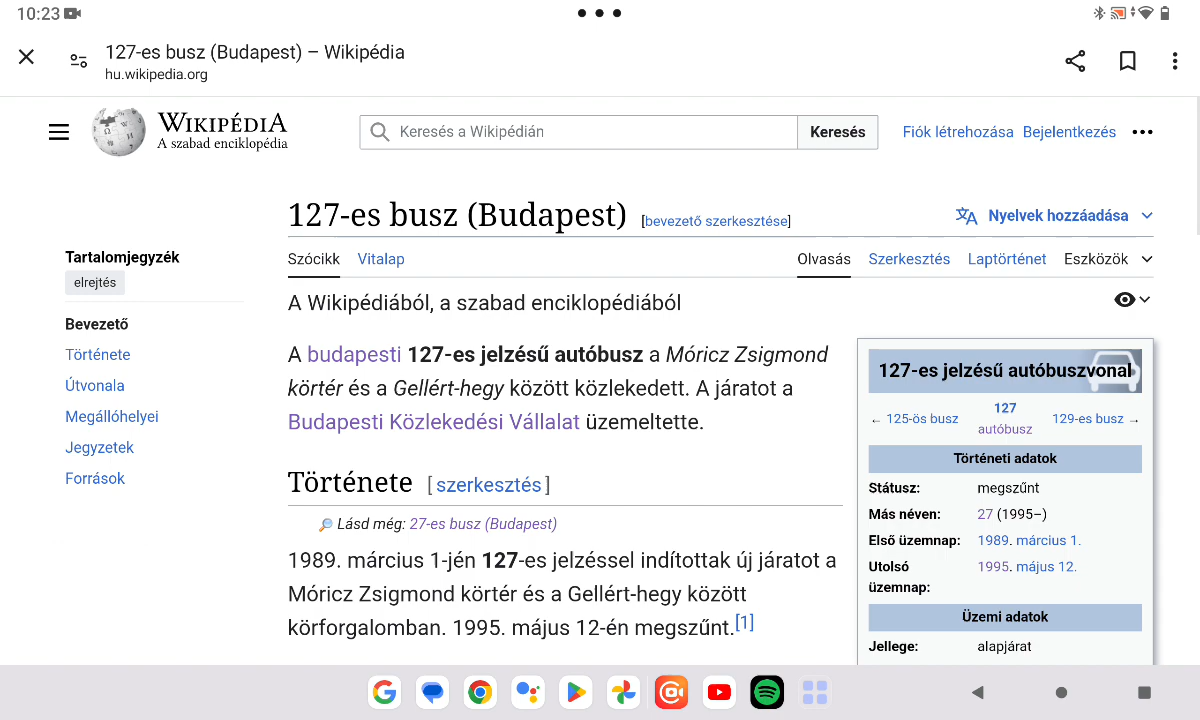 10:23
127-es busz (Budapest) – Wikipédia
hu.wikipedia.org
WIKIPÉDIA
A szabad enciklopédia
Keresés a Wikipédián
Keresés
Fiók létrehozása Bejelentkezés
127-es busz (Budapest) [bevezető szerkesztése]
Nyelvek hozzáadása
Tartalomjegyzék
elrejtés
Bevezető
Története
Útvonala
Megállóhelyei
Jegyzetek
Források
Szócikk Vitalap
Olvasás Szerkesztés Laptörténet Eszközök
A Wikipédiából, a szabad enciklopédiából
A budapesti 127-es jelzésű autóbusz a Móricz Zsigmond
körtér és a Gellért-hegy között közlekedett. A járatot a
Budapesti Közlekedési Vállalat üzemeltette.
Története [ szerkesztés ]
Lásd még: 27-es busz (Budapest)
1989. március 1-jén 127-es jelzéssel indítottak új járatot a
Móricz Zsigmond körtér és a Gellért-hegy között
körforgalomban. 1995. május 12-én megszűnt.[1]
127-es jelzésű autóbuszvonal
← 125-ös busz
127
autóbusz
129-es busz →
Történeti adatok
Státusz: megszűnt
Más néven: 27 (1995–)
Első üzemnap: 1989. március 1.
Utolsó üzemnap: 1995. május 12.
Üzemi adatok
Jellege: alapjárat